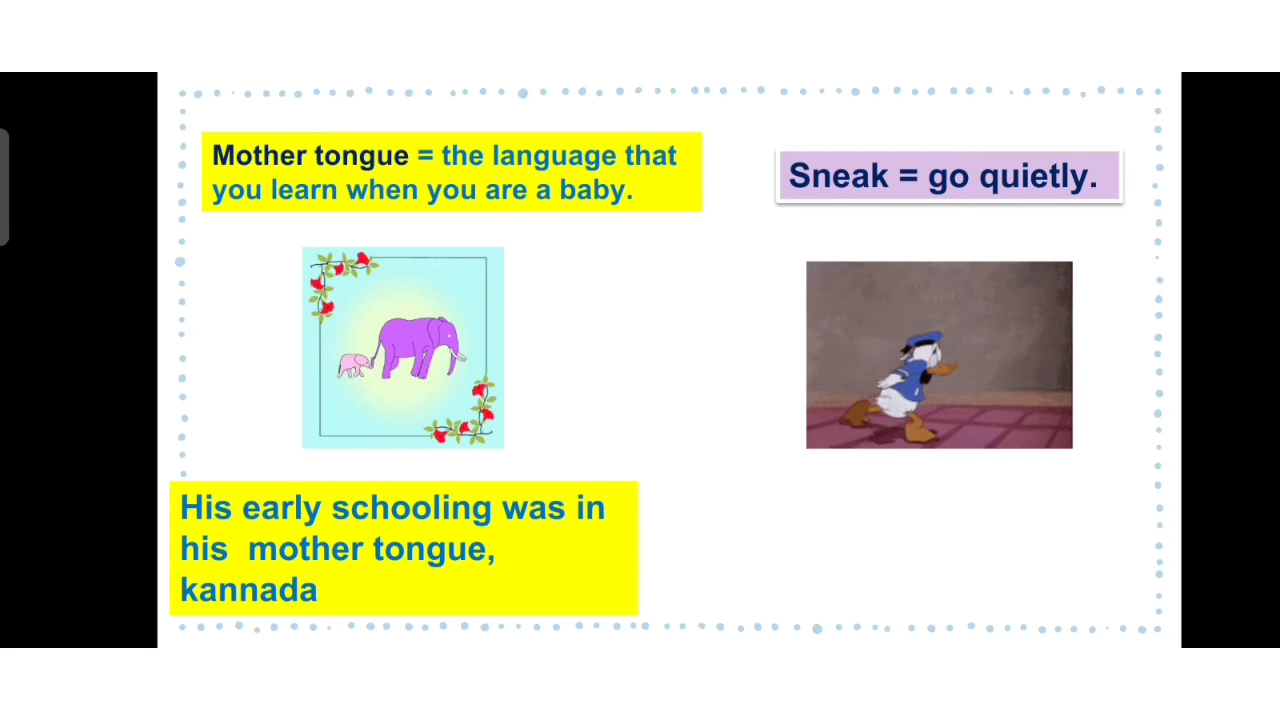 Mother tongue = the language that
you learn when you are a baby.
Sneak = go quietly.
His early schooling was in
his  mother tongue,
kannada